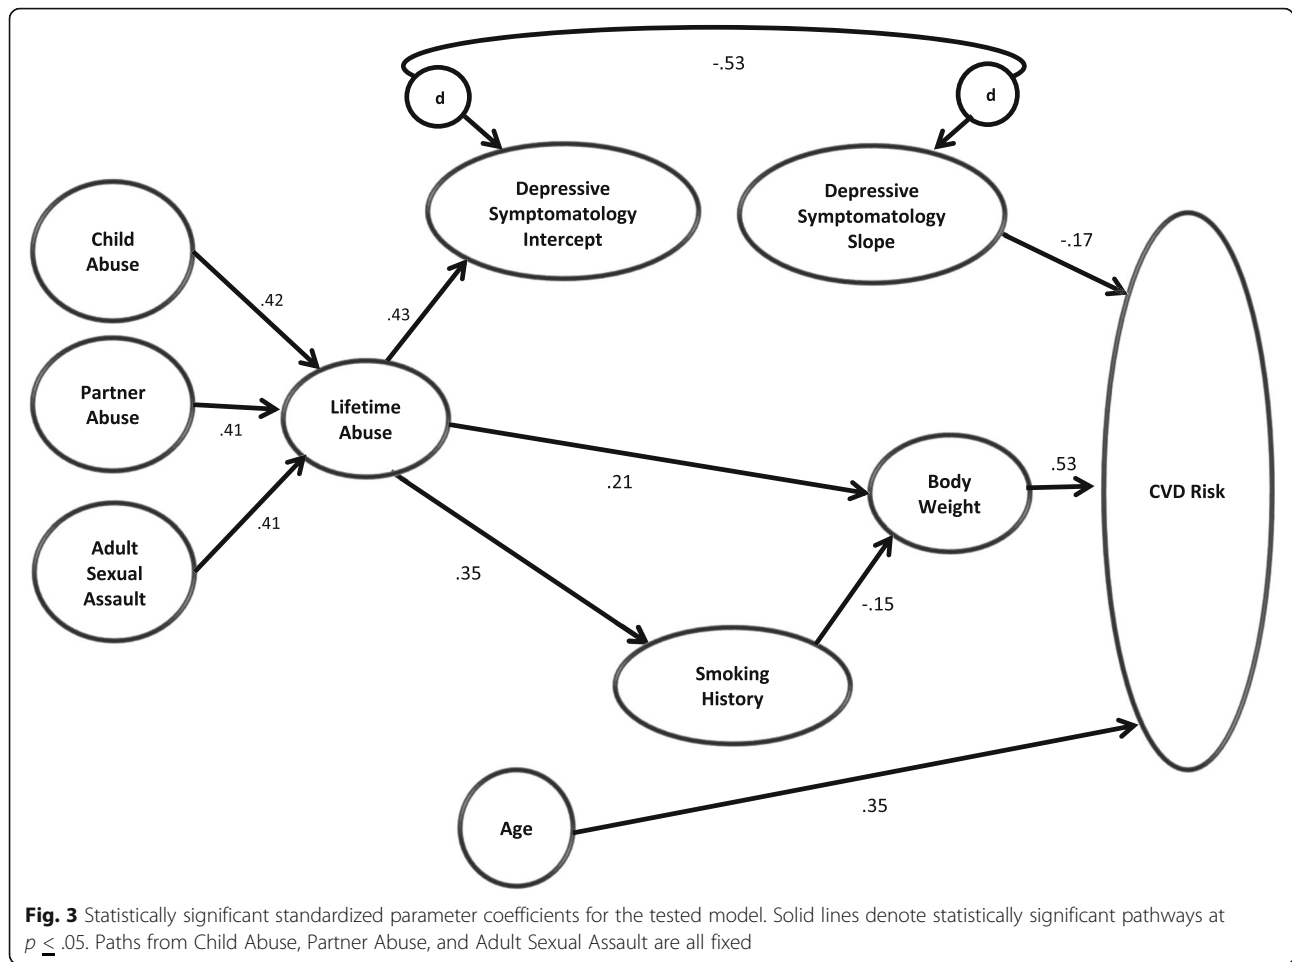 -.53
d
d
Depressive
Symptomatology
Intercept
Depressive
Symptomatology
Slope
-.17
Child
Abuse
.42
.43
Partner
Abuse
.41
Lifetime
Abuse
.21
Body
Weight
.53
CVD Risk
Adult
Sexual
Assault
.41
.35
-.15
Smoking
History
Age
.35
Fig. 3 Statistically significant standardized parameter coefficients for the tested model. Solid lines denote statistically significant pathways at
p ≤ .05. Paths from Child Abuse, Partner Abuse, and Adult Sexual Assault are all fixed